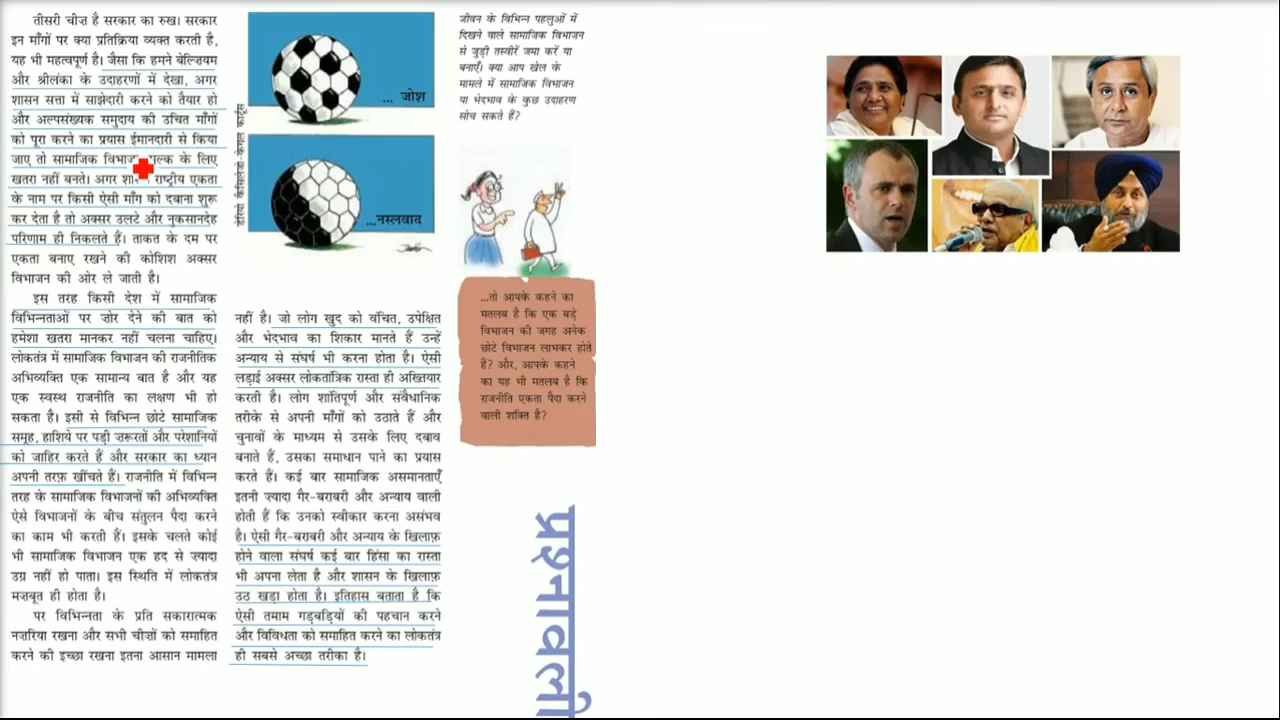 तीसरी चीज़ है सरकार का रुख। सरकार
इन माँगों पर क्या प्रतिक्रिया व्यक्त करती है,
यह भी महत्वपूर्ण है। जैसा कि हमने बेल्जियम
और श्रीलंका के उदाहरणों में देखा, अगर
शासन सत्ता में साझेदारी करने को तैयार हो
और अल्पसंख्यक समुदाय की उचित माँगों
को पूरा करने का प्रयास ईमानदारी से किया
जाए तो सामाजिक के लिए
खतरा नहीं बनते। अगर राष्ट्रीय एकता
के नाम पर किसी ऐसी माँग को दबाना शुरू
कर देता है तो अक्सर उलटे और नुकसानदेह
परिणाम ही निकलते हैं। ताकत के दम पर
एकता बनाए रखने की कोशिश अक्सर
विभाजन की ओर ले जाती है।
इस तरह किसी देश में सामाजिक
विभिन्नताओं पर ज़ोर देने की बात को
हमेशा खतरा मानकर नहीं चलना चाहिए।
लोकतंत्र में सामाजिक विभाजन की राजनीतिक
अभिव्यक्ति एक सामान्य बात है और यह
एक स्वस्थ राजनीति का लक्षण भी हो
सकता है। इसी से विभिन्न छोटे सामाजिक
समूह, हाशिये पर पड़ी ज़रूरतों और परेशानियों
को जाहिर करते हैं और सरकार का ध्यान
अपनी तरफ़ खींचते हैं। राजनीति में विभिन्न
तरह के सामाजिक विभाजनों की अभिव्यक्ति
ऐसे विभाजनों के बीच संतुलन पैदा करने
का काम भी करती हैं। इसके चलते कोई
भी सामाजिक विभाजन एक हद से ज्यादा
उग्र नहीं हो पाता। इस स्थिति में लोकतंत्र
मज़बूत ही होता है।
पर विभिन्नता के प्रति सकारात्मक
नज़रिया रखना और सभी चीज़ों को समाहित
करने की इच्छा रखना इतना आसान मामला
... जोश
...नस्लवाद
नहीं है। जो लोग खुद को वंचित, उपेक्षित
और भेदभाव का शिकार मानते हैं उन्हें
अन्याय से संघर्ष भी करना होता है। ऐसी
लड़ाई अक्सर लोकतांत्रिक रास्ता ही अख्तियार
करती है। लोग शांतिपूर्ण और संवैधानिक
तरीके से अपनी माँगों को उठाते हैं और
चुनावों के माध्यम से उसके लिए दबाव
बनाते हैं, उसका समाधान पाने का प्रयास
करते हैं। कई बार सामाजिक असमानताएँ
इतनी ज्यादा गैर-बराबरी और अन्याय वाली
होती हैं कि उनको स्वीकार करना असंभव
है। ऐसी गैर-बराबरी और अन्याय के खिलाफ़
होने वाला संघर्ष कई बार हिंसा का रास्ता
भी अपना लेता है और शासन के खिलाफ़
उठ खड़ा होता है। इतिहास बताता है कि
ऐसी तमाम गड़बड़ियों की पहचान करने
और विविधता को समाहित करने का लोकतंत्र
ही सबसे अच्छा तरीका है।
जीवन के विभिन्न पहलुओं में
दिखने वाले सामाजिक विभाजन
से जुड़ी तस्वीरें जमा करें या
बनाएँ। क्या आप खेल के
मामले में सामाजिक विभाजन
या भेदभाव के कुछ उदाहरण
सोच सकते हैं?
...तो आपके कहने का
मतलब है कि एक बड़े
विभाजन की जगह अनेक
छोटे विभाजन लाभकर होते
हैं? और, आपके कहने
का यह भी मतलब है कि
राजनीति एकता पैदा करने
वाली शक्ति है?
प्रश्नावली